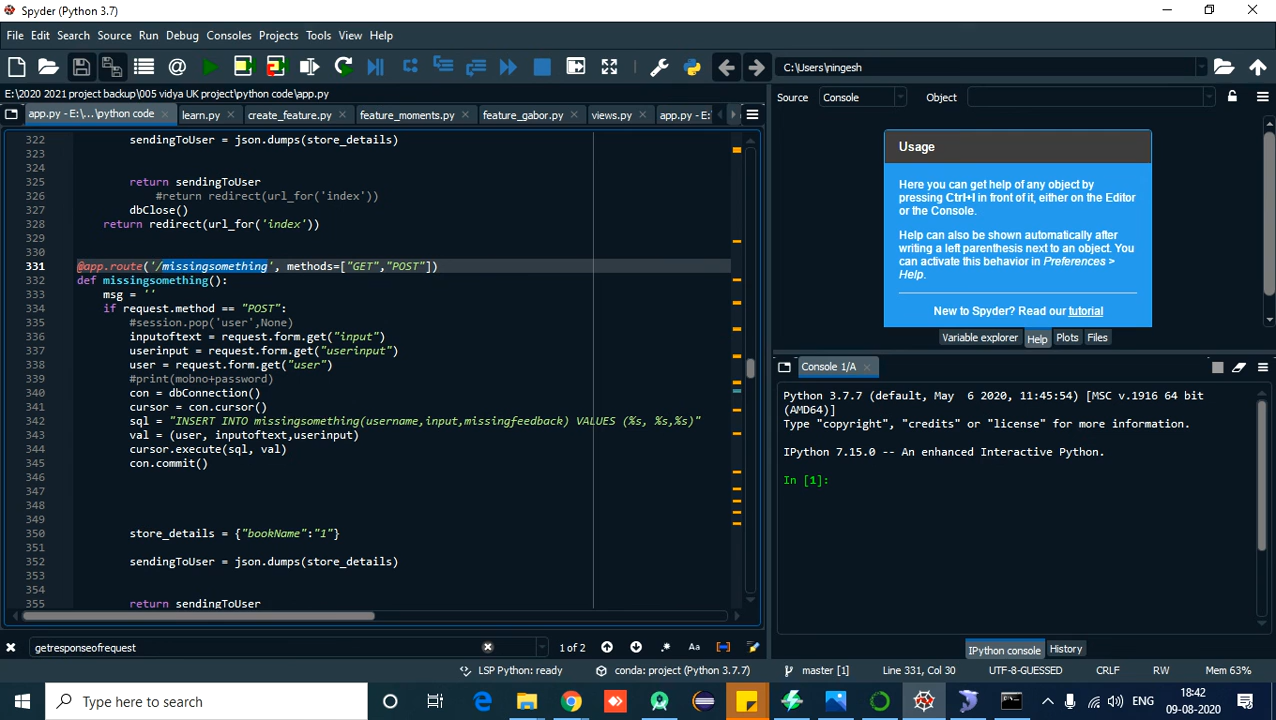 Spyder (Python 3.7)
File Edit Search Source Run Debug Consoles Projects Tools View Help
C:\Users\ningesh
E:\2020 2021 project backup\005 vidya UK project\python code\app.py
app.py - E:\...\python code learn.py create_feature.py feature_moments.py feature_gabor.py views.py app.py - E:
322 sendingToUser = json.dumps(store_details)
323
324
325 return sendingToUser
326 #return redirect(url_for('index'))
327 dbClose()
328 return redirect(url_for('index'))
329
330
331 @app.route('/missingsomething', methods=["GET","POST"])
332 def missingsomething():
333 msg = ''
334 if request.method == "POST":
335 #session.pop('user',None)
336 inputoftext = request.form.get("input")
337 userinput = request.form.get("userinput")
338 user = request.form.get("user")
339 #print(mobno+password)
340 con = dbConnection()
341 cursor = con.cursor()
342 sql = "INSERT INTO missingsomething(username,input,missingfeedback) VALUES (%s, %s,%s)"
343 val = (user, inputoftext,userinput)
344 cursor.execute(sql, val)
345 con.commit()
346
347
348
349
350 store_details = {"bookName":"1"}
351
352 sendingToUser = json.dumps(store_details)
353
354
355 return sendingToUser
getresponseofrequest 1 of 2 .* Aa
Source Console Object
Usage
Here you can get help of any object by
pressing Ctrl+I in front of it, either on the Editor
or the Console.
Help can also be shown automatically after
writing a left parenthesis next to an object. You
can activate this behavior in Preferences >
Help.
New to Spyder? Read our tutorial
Variable explorer Help Plots Files
Console 1/A
Python 3.7.7 (default, May 6 2020, 11:45:54) [MSC v.1916 64 bit
(AMD64)]
Type "copyright", "credits" or "license" for more information.
IPython 7.15.0 -- An enhanced Interactive Python.
In [1]:
IPython console History
LSP Python: ready conda: project (Python 3.7.7) master [1] Line 331, Col 30 UTF-8-GUESSED CRLF RW Mem 63%
Type here to search
ENG
18:42
09-08-2020